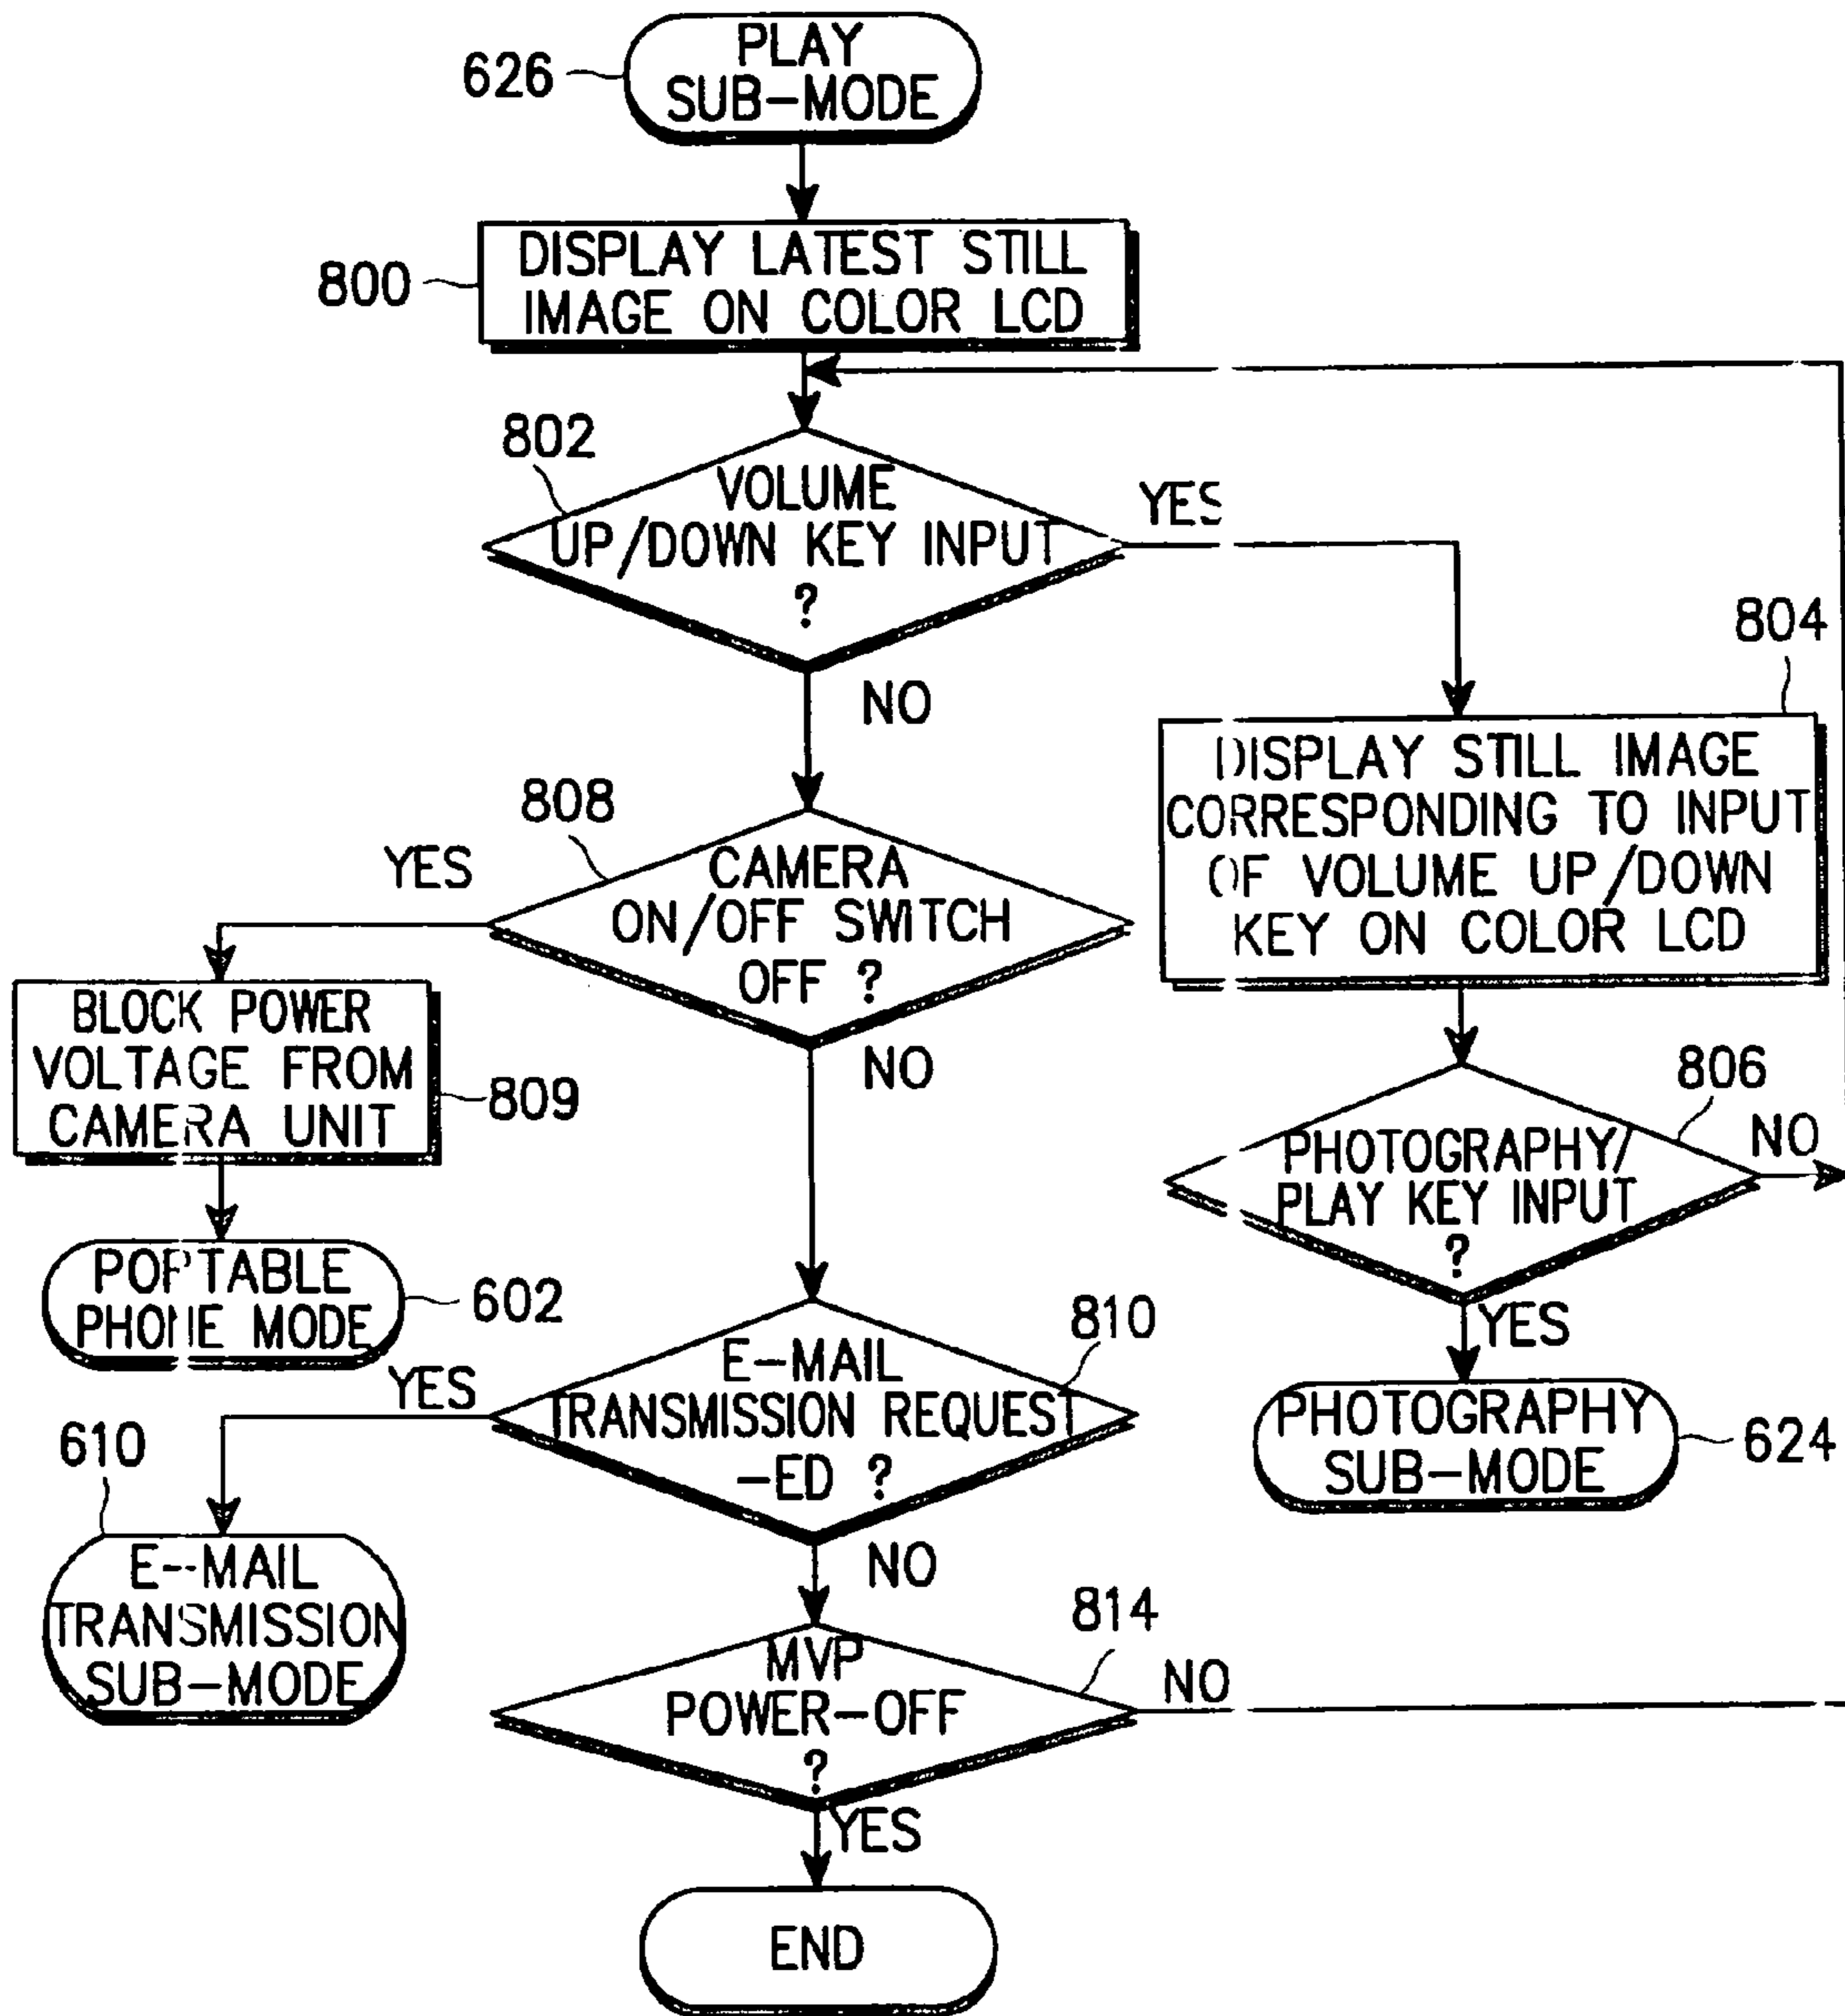 PLAY
SUB-MODE
626
DISPLAY LATEST STILL
IMAGE ON COLOR LCD
800
802
VOLUME
UP/DOWN KEY INPUT
?
YES
NO
804
DISPLAY STILL IMAGE
CORRESPONDING TO INPUT
OF VOLUME UP/DOWN
KEY ON COLOR LCD
808
YES
CAMERA
ON/OFF SWITCH
OFF ?
NO
BLOCK POWER
VOLTAGE FROM
CAMERA UNIT
809
806
PHOTOGRAPHY/
PLAY KEY INPUT
?
NO
YES
PORTABLE
PHONE MODE
602
810
YES
E-MAIL
TRANSMISSION REQUEST
-ED ?
NO
PHOTOGRAPHY
SUB-MODE
624
610
E-MAIL
TRANSMISSION
SUB-MODE
814
MVP
POWER-OFF
?
NO
YES
END